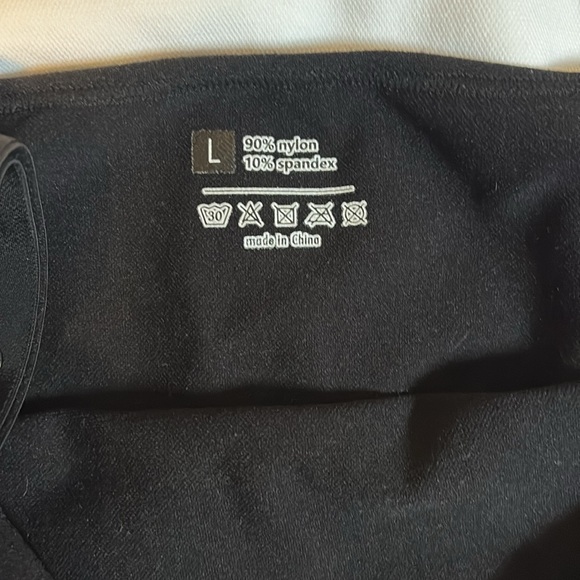 L
90% nylon
10% spandex
30°
made in China